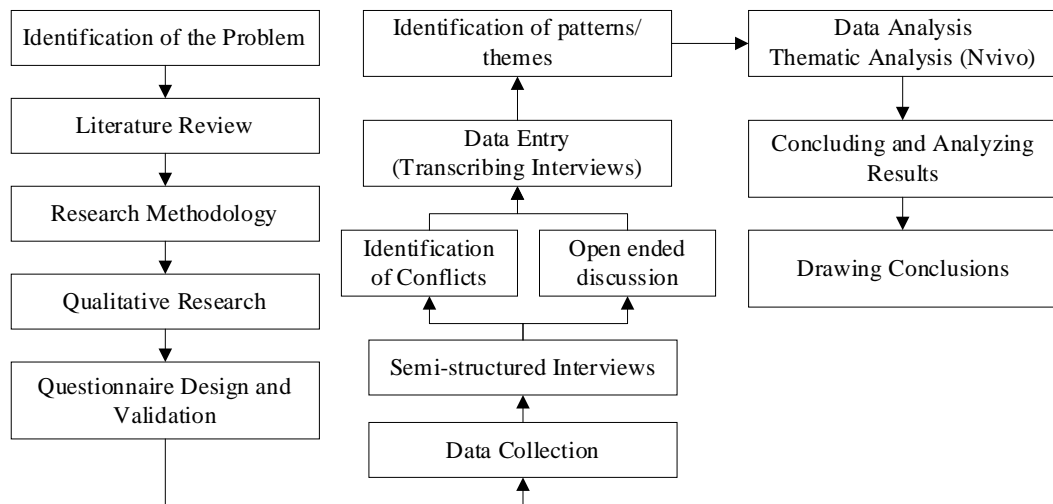 Identification of the Problem
Literature Review
Research Methodology
Qualitative Research
Questionnaire Design and
Validation
Data Collection
Semi-structured Interviews
Identification
of Conflicts
Open ended
discussion
Data Entry
(Transcribing Interviews)
Identification of patterns/
themes
Data Analysis
Thematic Analysis (Nvivo)
Concluding and Analyzing
Results
Drawing Conclusions